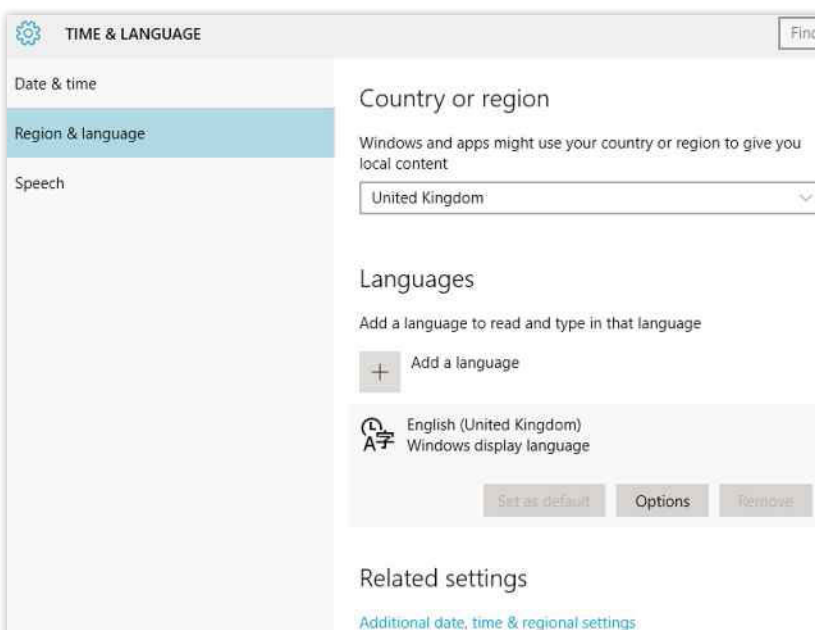 TIME & LANGUAGE
Find
Date & time
Region & language
Speech
Country or region
Windows and apps might use your country or region to give you
local content
United Kingdom
Languages
Add a language to read and type in that language
Add a language
English (United Kingdom)
Windows display language
Set as default
Options
Remove
Related settings
Additional date, time & regional settings